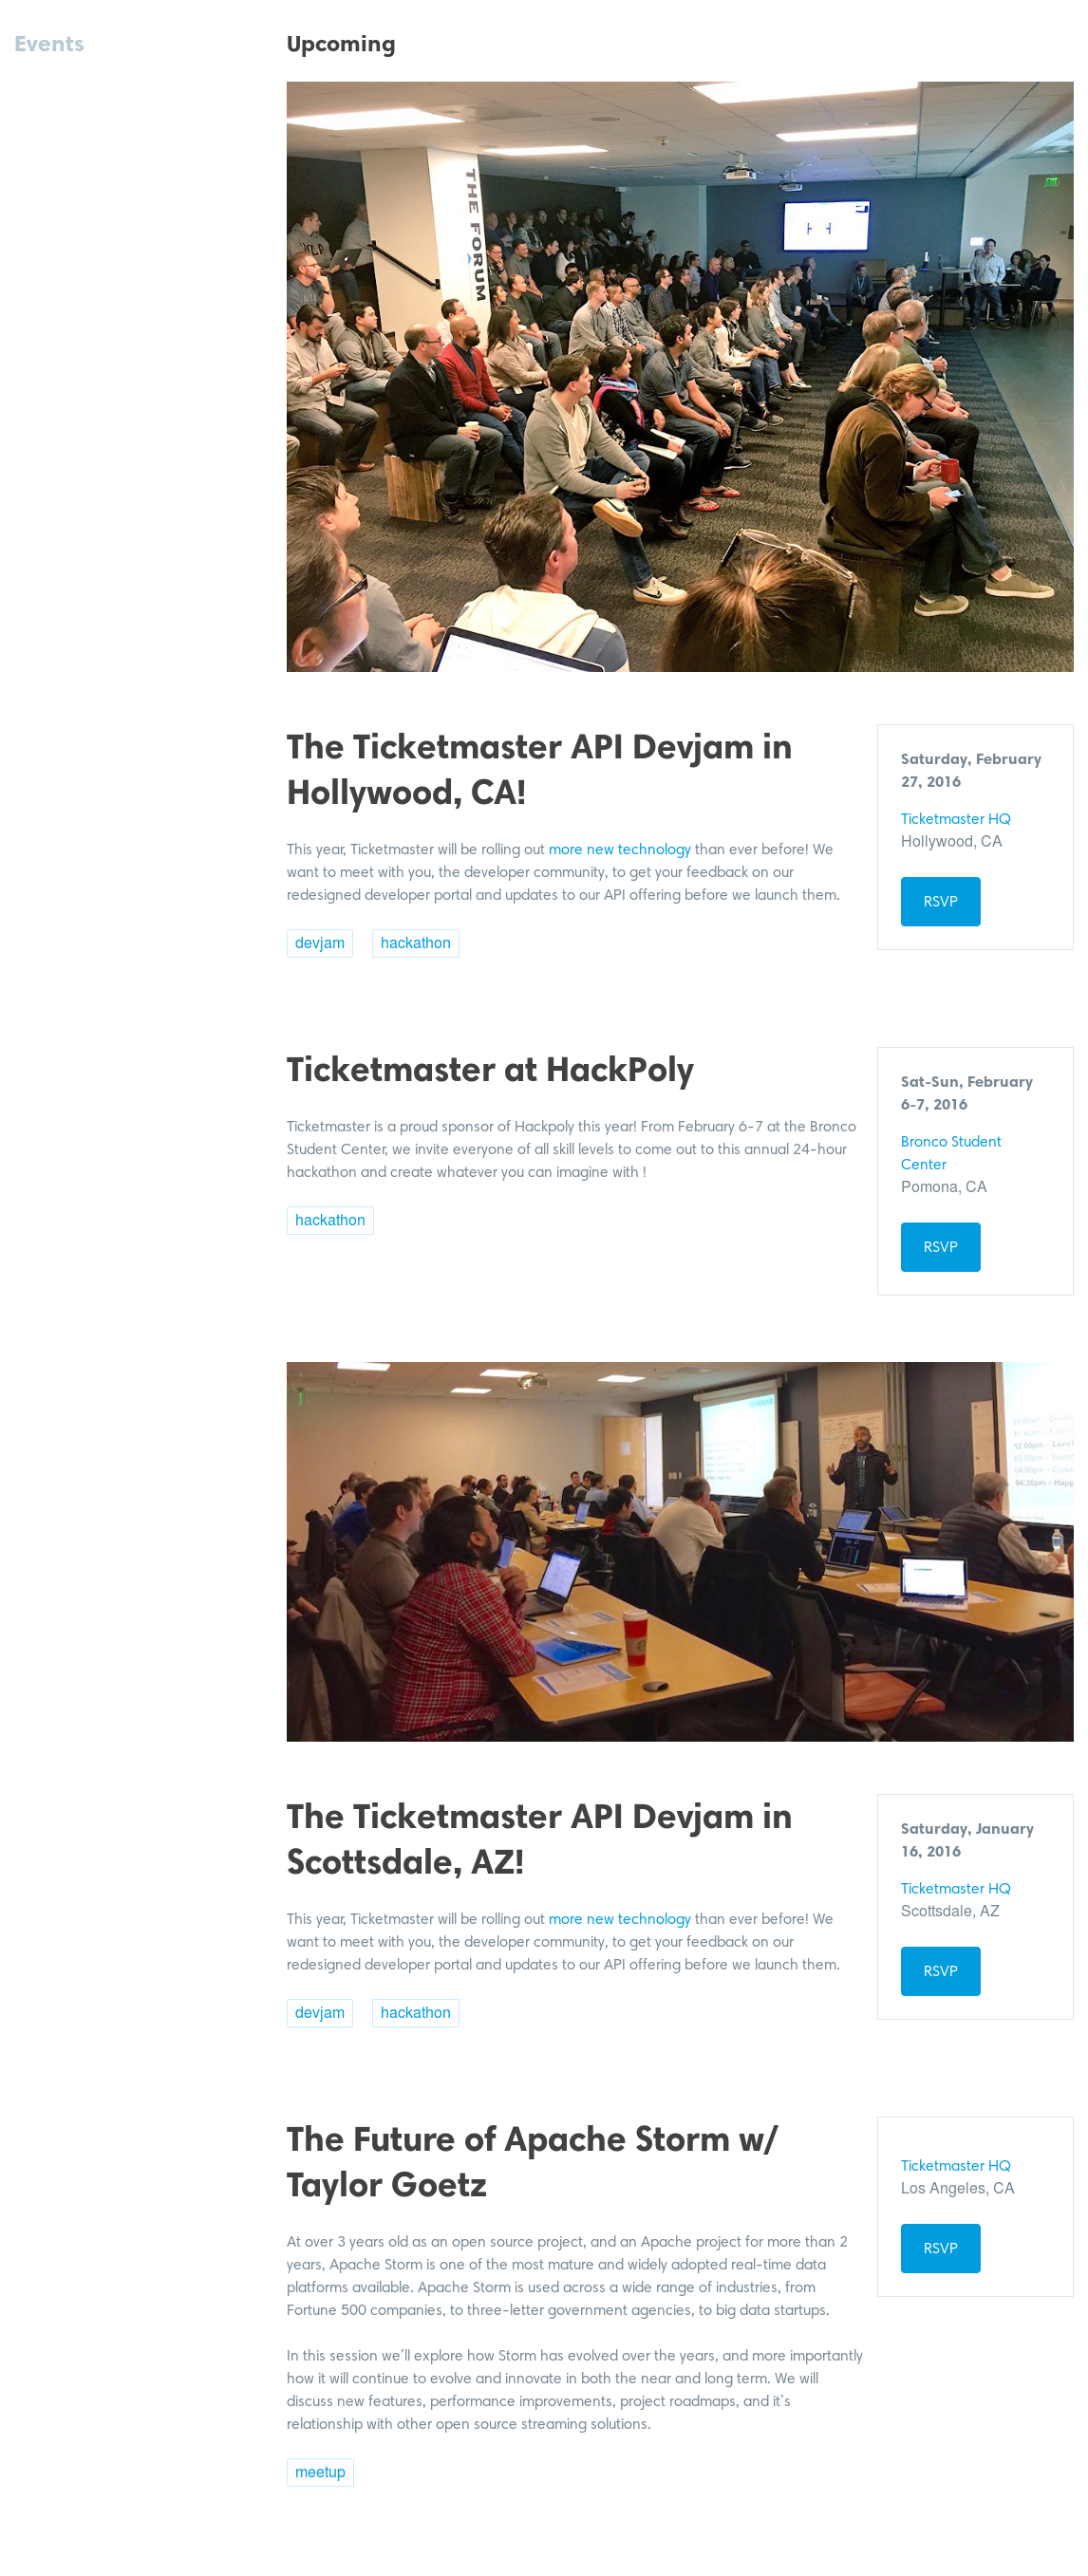 Events
Upcoming
THE FORUM
The Ticketmaster API Devjam in
Hollywood, CA!
This year, Ticketmaster will be rolling out more new technology than ever before! We
want to meet with you, the developer community, to get your feedback on our
redesigned developer portal and updates to our API offering before we launch them.
devjam
hackathon
Saturday, February
27, 2016
Ticketmaster HQ
Hollywood, CA
RSVP
Ticketmaster at HackPoly
Ticketmaster is a proud sponsor of Hackpoly this year! From February 6-7 at the Bronco
Student Center, we invite everyone of all skill levels to come out to this annual 24-hour
hackathon and create whatever you can imagine with !
hackathon
Sat-Sun, February
6-7, 2016
Bronco Student
Center
Pomona, CA
RSVP
12:00pm - Lunch
04:30pm - Mapp
The Ticketmaster API Devjam in
Scottsdale, AZ!
This year, Ticketmaster will be rolling out more new technology than ever before! We
want to meet with you, the developer community, to get your feedback on our
redesigned developer portal and updates to our API offering before we launch them.
devjam
hackathon
Saturday, January
16, 2016
Ticketmaster HQ
Scottsdale, AZ
RSVP
The Future of Apache Storm w/
Taylor Goetz
At over 3 years old as an open source project, and an Apache project for more than 2
years, Apache Storm is one of the most mature and widely adopted real-time data
platforms available. Apache Storm is used across a wide range of industries, from
Fortune 500 companies, to three-letter government agencies, to big data startups.
In this session we'll explore how Storm has evolved over the years, and more importantly
how it will continue to evolve and innovate in both the near and long term. We will
discuss new features, performance improvements, project roadmaps, and it's
relationship with other open source streaming solutions.
meetup
Ticketmaster HQ
Los Angeles, CA
RSVP